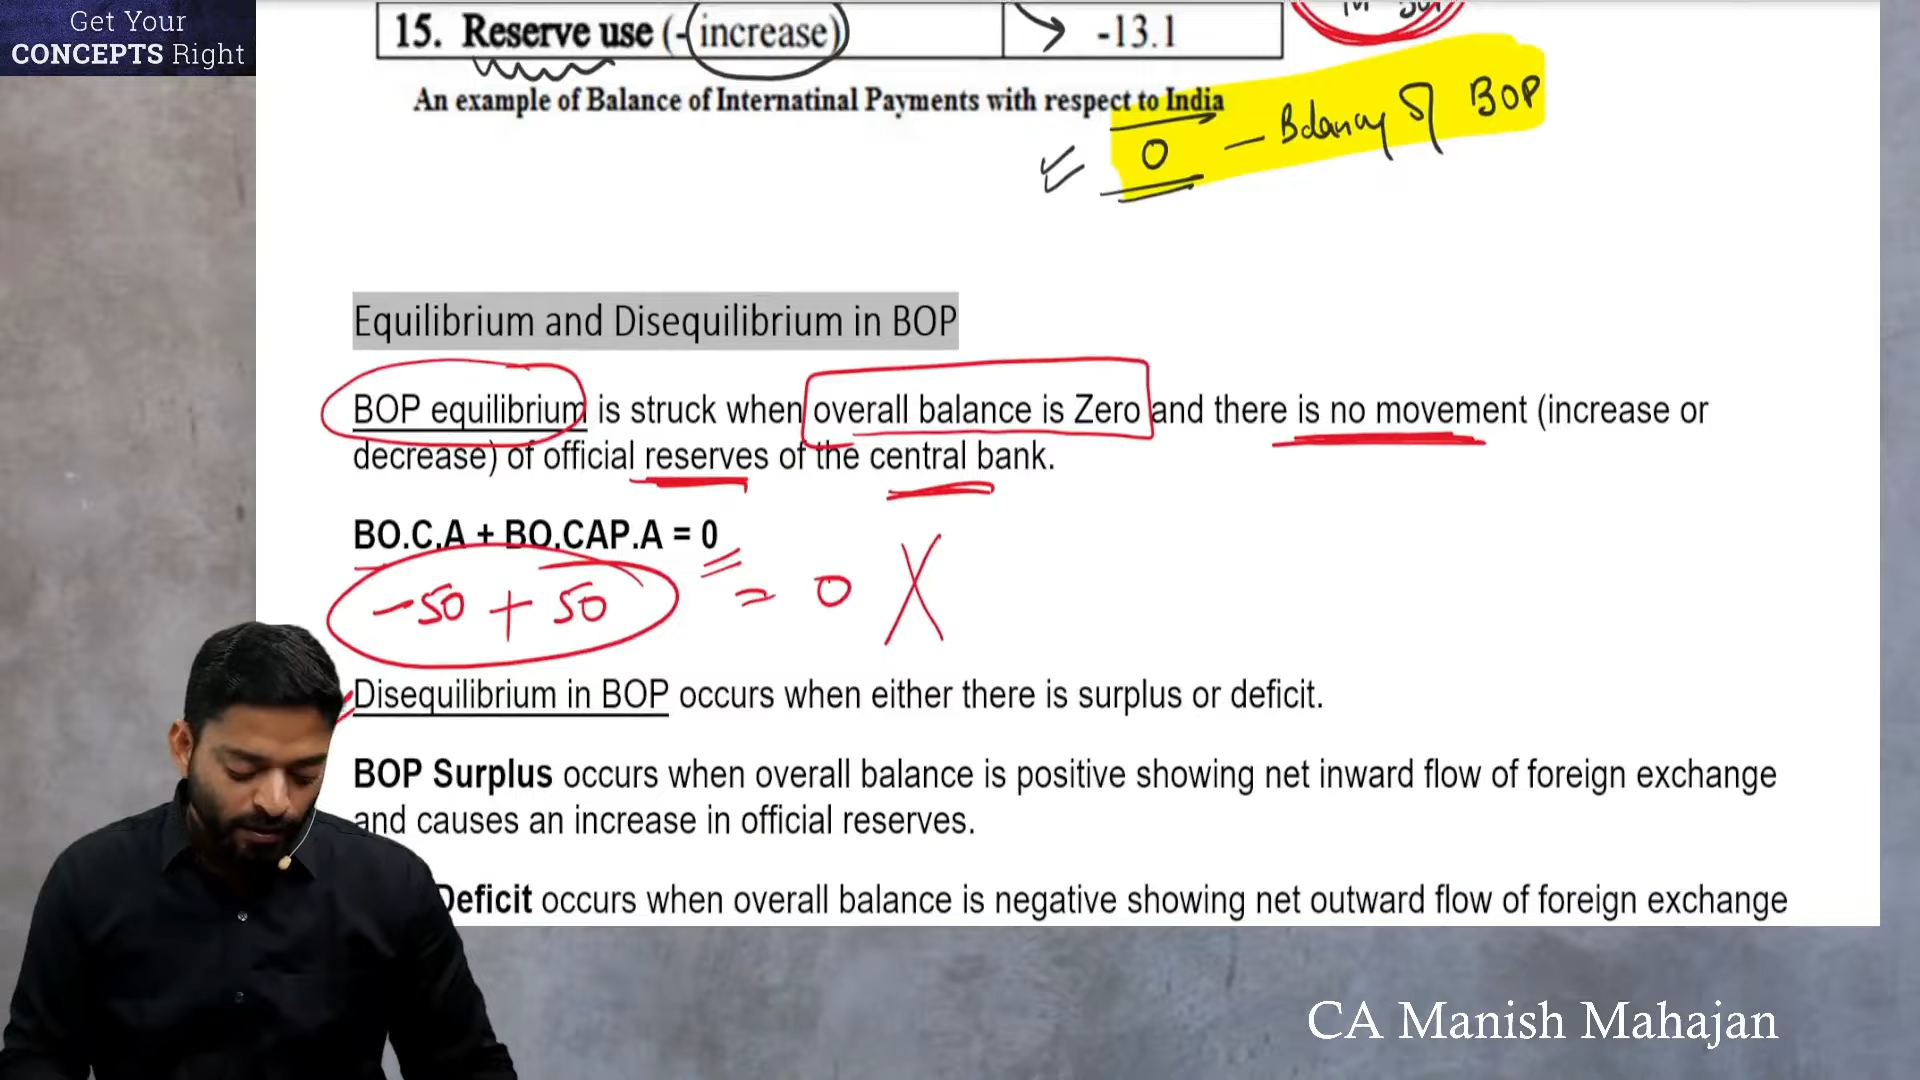 Get Your
CONCEPTS Right
15. Reserve use (-increase) -13.1
An example of Balance of Internatinal Payments with respect to India
0 - of BOP
Equilibrium and Disequilibrium in BOP
BOP equilibrium is struck when overall balance is Zero and there is no movement (increase or
decrease) of official reserves of the central bank.
BO.C.A + BO.CAP.A = 0
-50 + 50 = 0 X
Disequilibrium in BOP occurs when either there is surplus or deficit.
BOP Surplus occurs when overall balance is positive showing net inward flow of foreign exchange
and causes an increase in official reserves.
Deficit occurs when overall balance is negative showing net outward flow of foreign exchange
CA Manish Mahajan